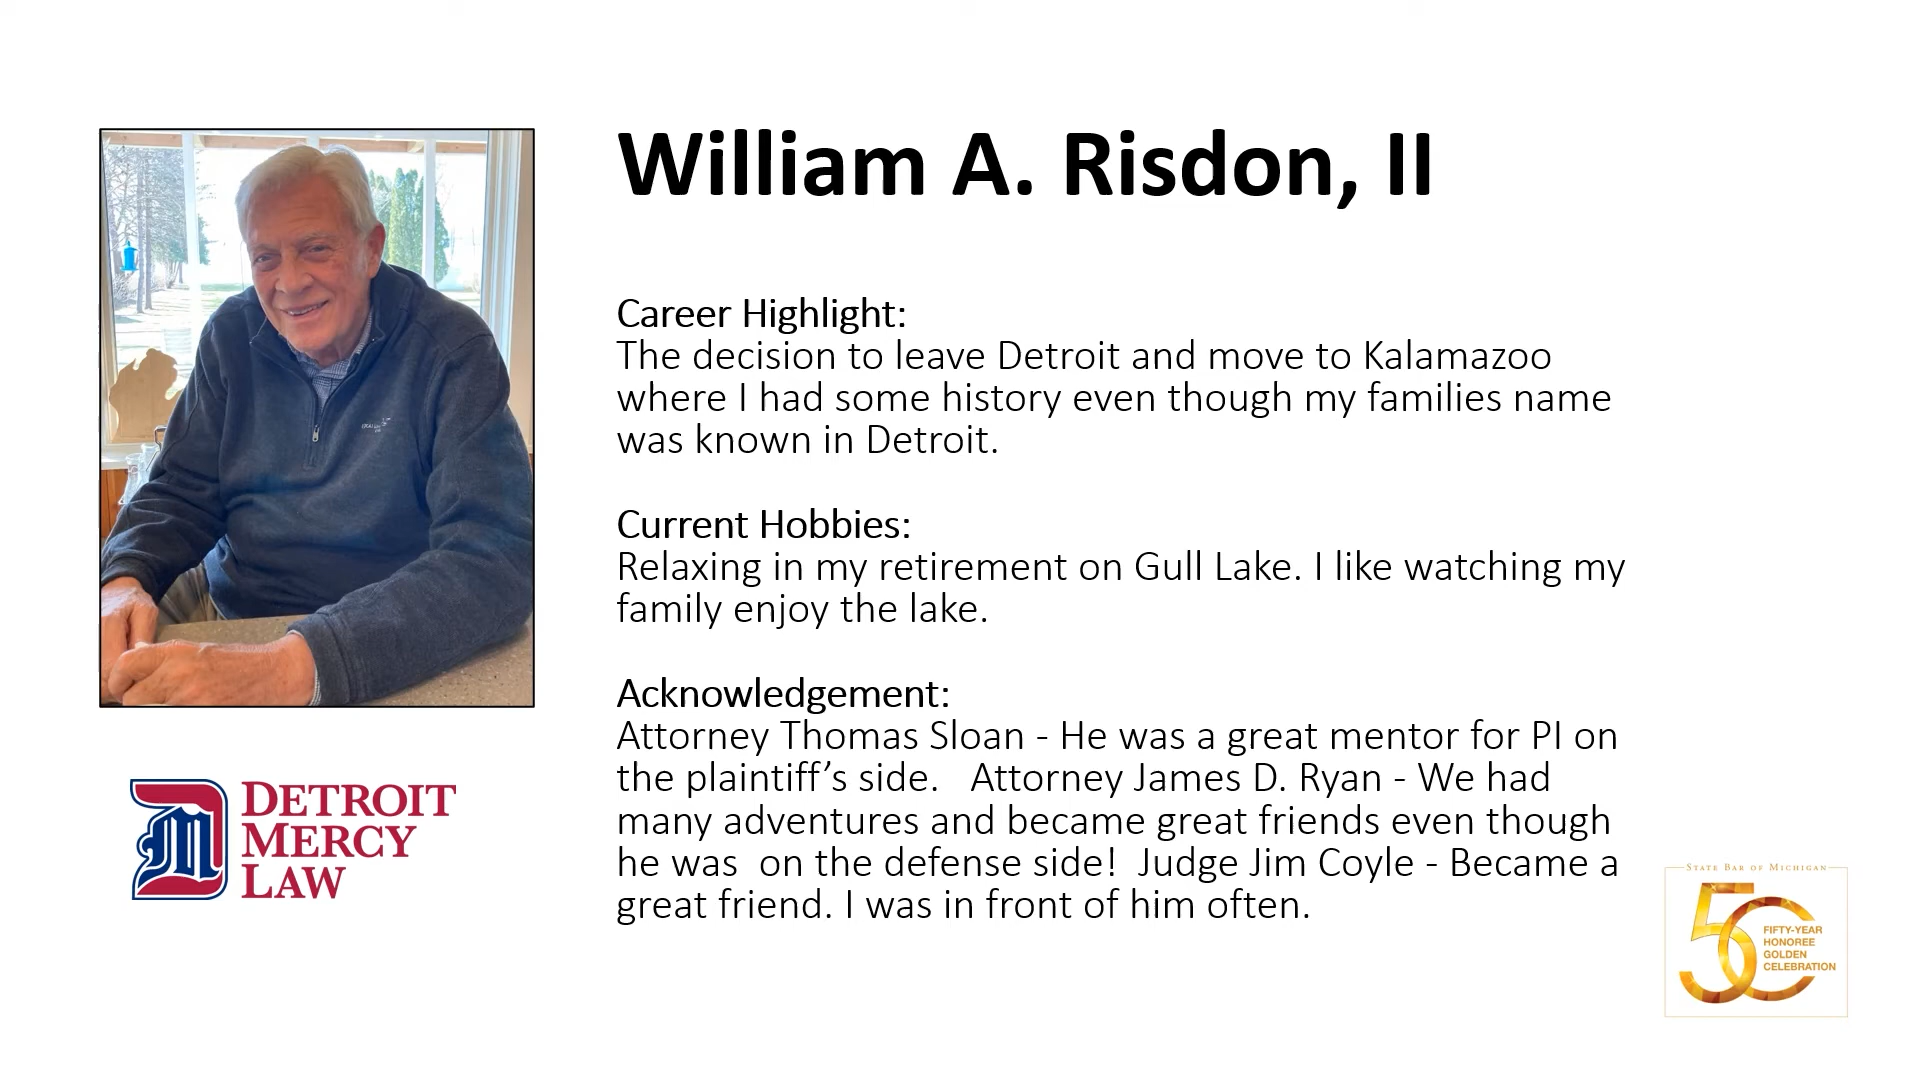 William A. Risdon, II
Career Highlight:
The decision to leave Detroit and move to Kalamazoo
where I had some history even though my families name
was known in Detroit.
Current Hobbies:
Relaxing in my retirement on Gull Lake. I like watching my
family enjoy the lake.
Acknowledgement:
Attorney Thomas Sloan - He was a great mentor for PI on
the plaintiff’s side.   Attorney James D. Ryan - We had
many adventures and became great friends even though
he was  on the defense side!  Judge Jim Coyle - Became a
great friend. I was in front of him often.
DETROIT
MERCY
LAW
STATE BAR OF MICHIGAN
50
FIFTY-YEAR
HONOREE
GOLDEN
CELEBRATION